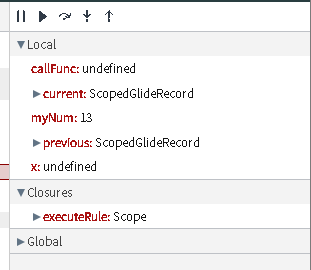 Local
callFunc: undefined
current: ScopedGlideRecord
myNum: 13
previous: ScopedGlideRecord
x: undefined
Closures
executeRule: Scope
Global